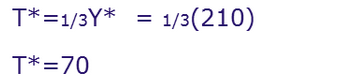 T*=1/3Y* = 1/3(210)
T*=70